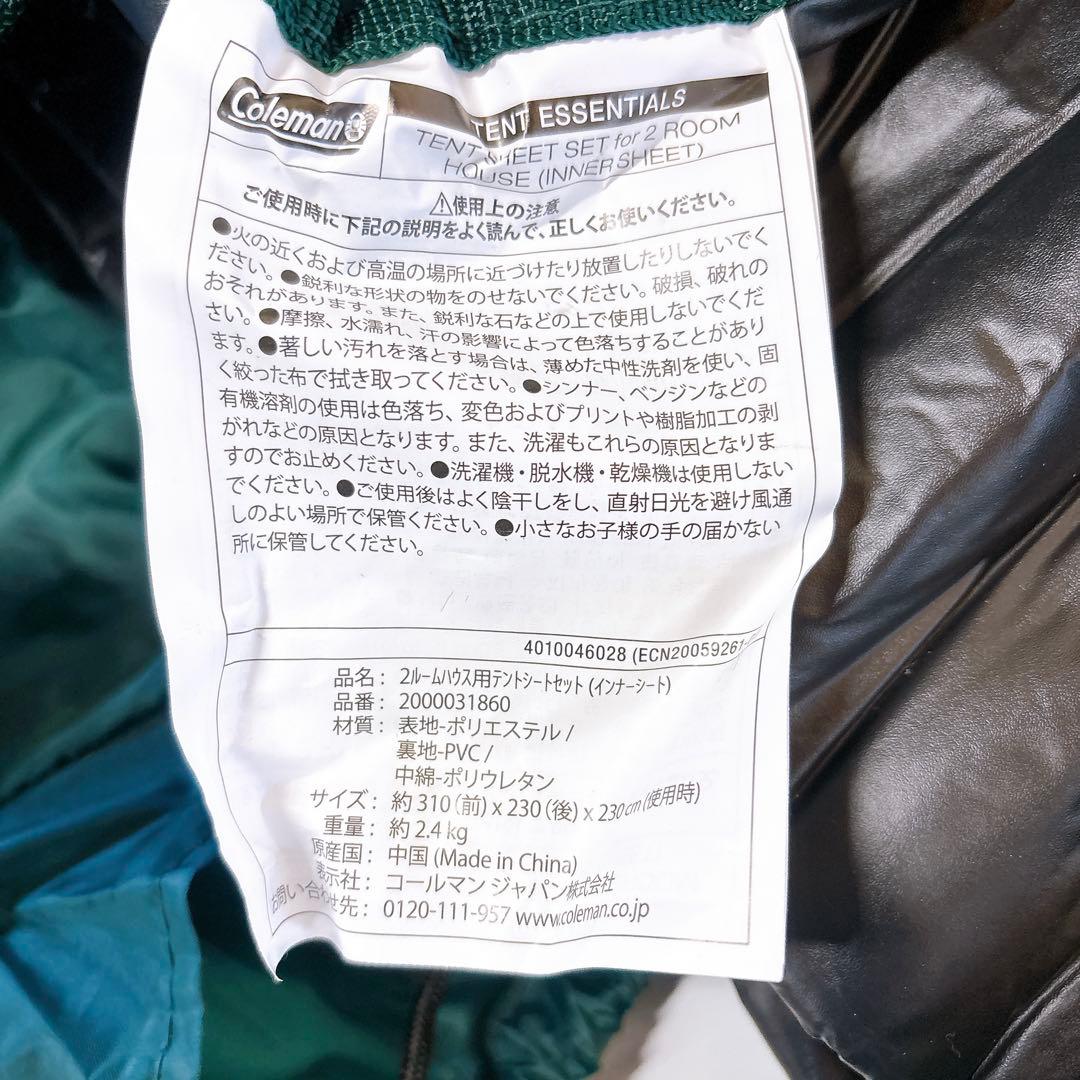 Coleman
TENT ESSENTIALS
TENT SHEET SET for 2 ROOM
HOUSE (INNER SHEET)
⚠使用上の注意
ご使用時に下記の説明をよく読んで、正しくお使いください。
●火の近くおよび高温の場所に近づけたり放置したりしないでく
ださい。●鋭利な形状の物をのせないでください。破損、破れの
おそれがあります。また、鋭利な石などの上で使用しないでくだ
さい。●摩擦、水濡れ、汗の影響によって色落ちすることがあり
ます。●著しい汚れを落とす場合は、薄めた中性洗剤を使い、固
く絞った布で拭き取ってください。●シンナー、ベンジンなどの
有機溶剤の使用は色落ち、変色およびプリントや樹脂加工の剥
がれなどの原因となります。また、洗濯もこれらの原因となりま
すのでお止めください。●洗濯機・脱水機・乾燥機は使用しない
でください。●ご使用後はよく陰干しをし、直射日光を避け風通
しのよい場所で保管ください。●小さなお子様の手の届かない
所に保管してください。
4010046028 (ECN20059261
品名：2ルームハウス用テントシートセット (インナーシート)
品番：2000031860
材質：表地-ポリエステル /
裏地-PVC /
中綿-ポリウレタン
サイズ：約 310 (前) x 230 (後) x 230 cm (使用時)
重量：約 2.4 kg
原産国：中国 (Made in China)
表示社：コールマン ジャパン株式会社
お問い合わせ先：0120-111-957 www.coleman.co.jp